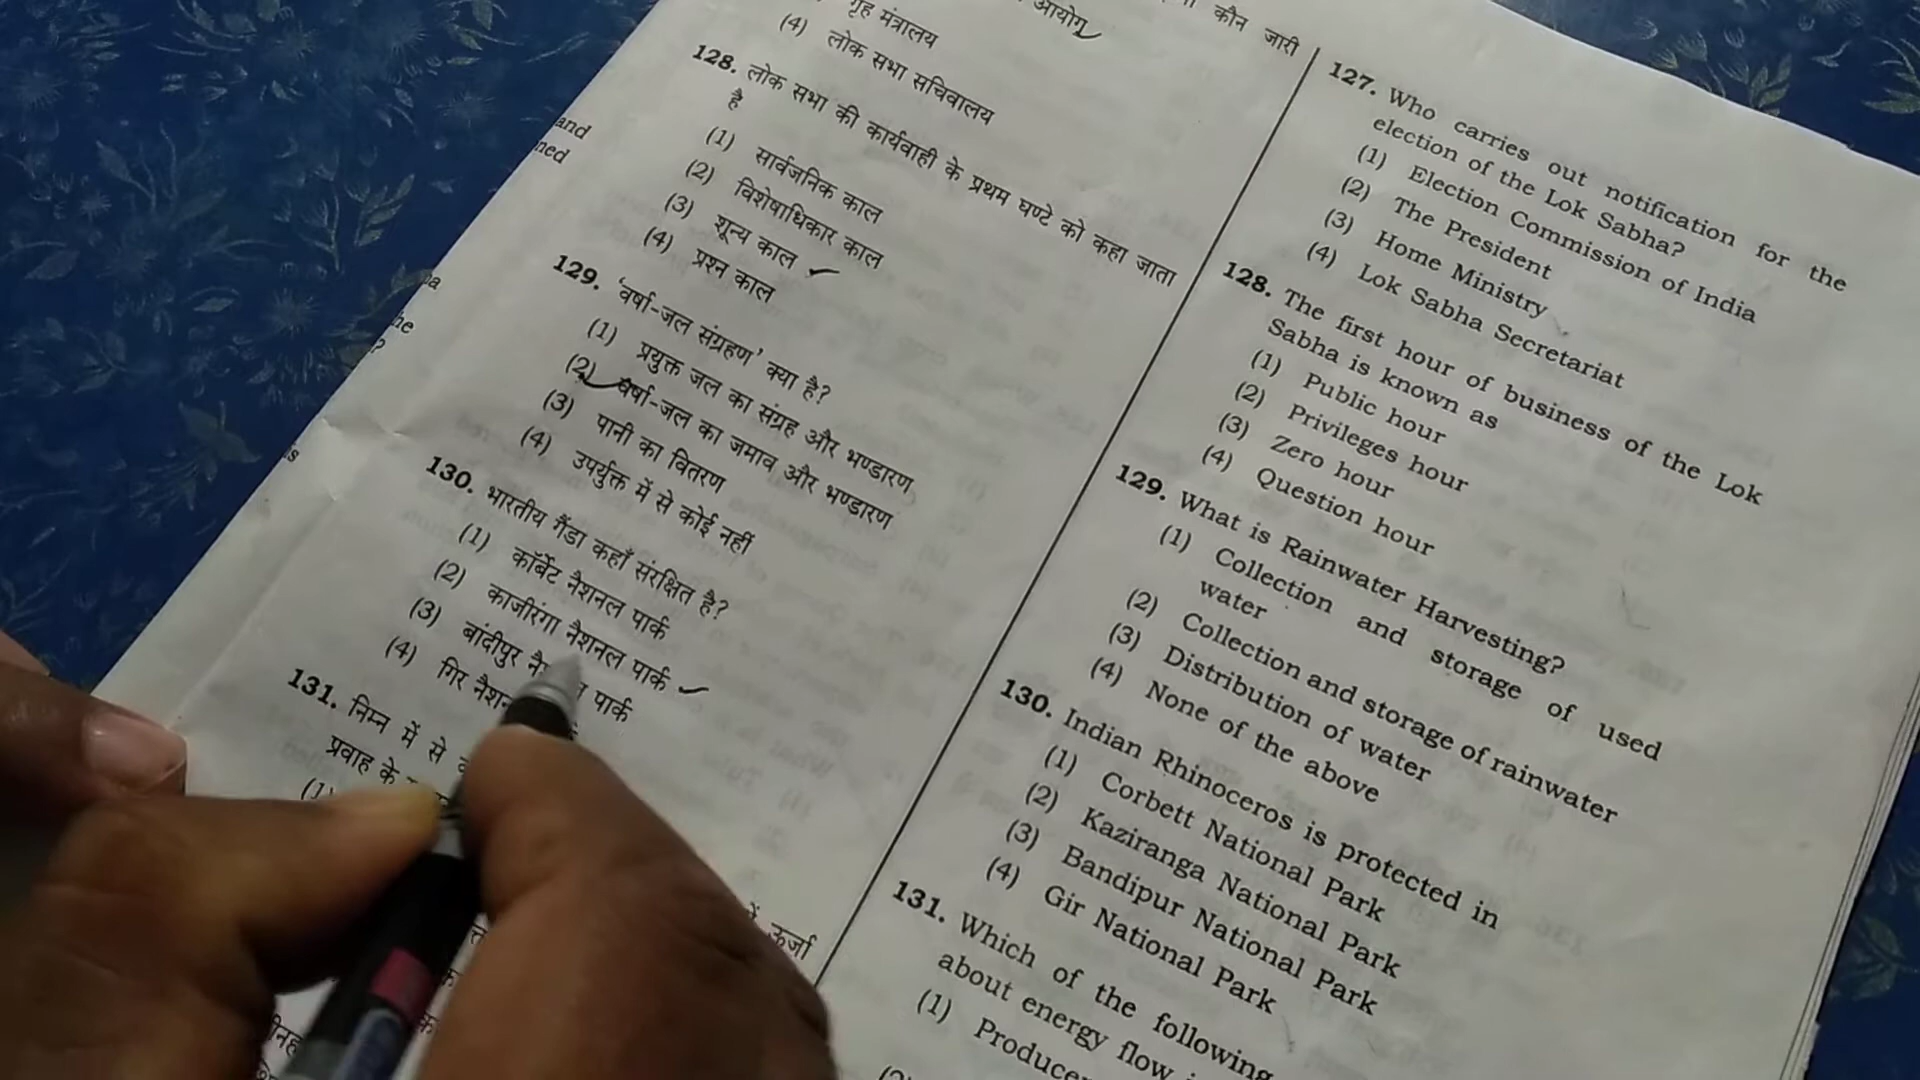 आयोग
कौन जारी
गृह मंत्रालय
(4) लोक सभा सचिवालय
128. लोक सभा की कार्यवाही के प्रथम घण्टे को कहा जाता
है
(1) सार्वजनिक काल
(2) विशेषाधिकार काल
(3) शून्य काल
(4) प्रश्न काल
129. 'वर्षा-जल संग्रहण' क्या है?
(1) प्रयुक्त जल का संग्रह और भण्डारण
(2) वर्षा-जल का जमाव और भण्डारण
(3) पानी का वितरण
(4) उपर्युक्त में से कोई नहीं
130. भारतीय गैंडा कहाँ संरक्षित है?
(1) कॉर्बेट नैशनल पार्क
(2) काजीरंगा नैशनल पार्क
(3) बांदीपुर पार्क
(4) गिर
131. निम्न में से
प्रवाह के
(1)
ऊर्जा
and
ned
he
?
is
127. Who carries out notification for the
election of the Lok Sabha?
(1) Election Commission of India
(2) The President
(3) Home Ministry
(4) Lok Sabha Secretariat
128. The first hour of business of the Lok
Sabha is known as
(1) Public hour
(2) Privileges hour
(3) Zero hour
(4) Question hour
129. What is Rainwater Harvesting?
(1) Collection and storage of used
water
(2) Collection and storage of rainwater
(3) Distribution of water
(4) None of the above
130. Indian Rhinoceros is protected in
(1) Corbett National Park
(2) Kaziranga National Park
(3) Bandipur National Park
(4) Gir National Park
131. Which of the following
about energy flow
(1)